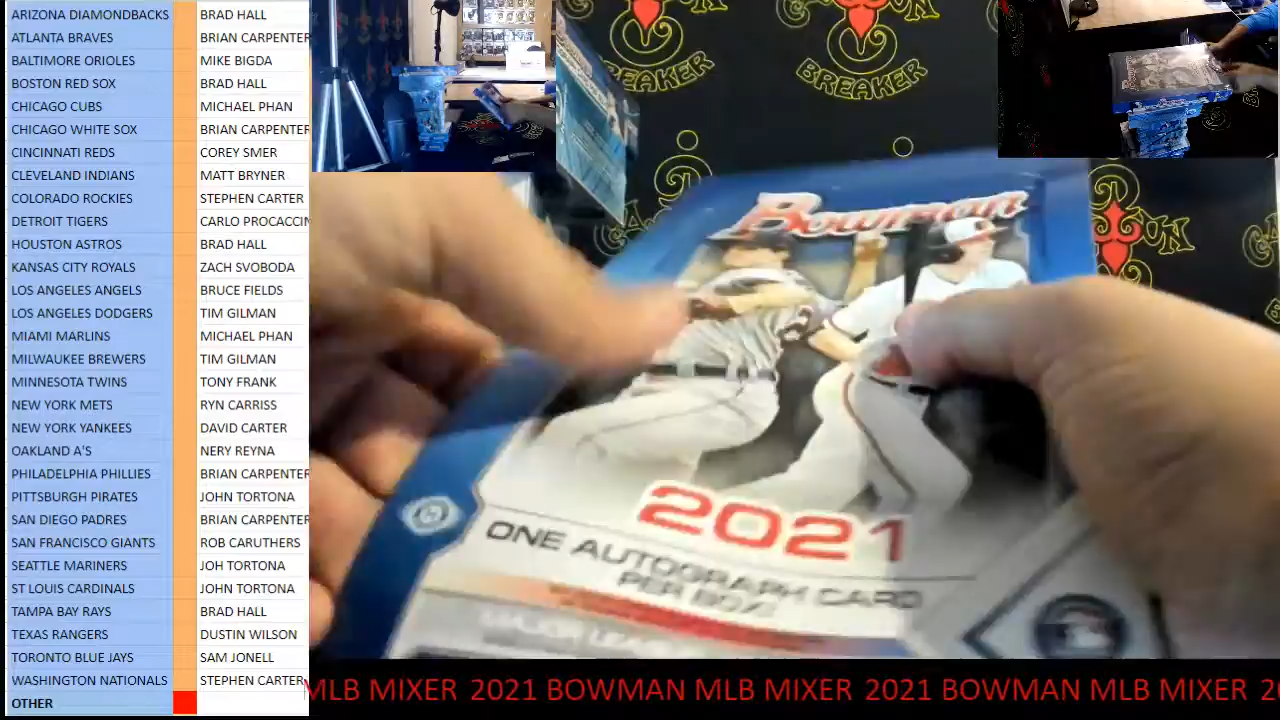 ARIZONA DIAMONDBACKS BRAD HALL
ATLANTA BRAVES BRIAN CARPENTER
BALTIMORE ORIOLES MIKE BIGDA
BOSTON RED SOX BRAD HALL
CHICAGO CUBS MICHAEL PHAN
CHICAGO WHITE SOX BRIAN CARPENTER
CINCINNATI REDS COREY SMER
CLEVELAND INDIANS MATT BRYNER
COLORADO ROCKIES STEPHEN CARTER
DETROIT TIGERS CARLO PROCACCIN
HOUSTON ASTROS BRAD HALL
KANSAS CITY ROYALS ZACH SVOBODA
LOS ANGELES ANGELS BRUCE FIELDS
LOS ANGELES DODGERS TIM GILMAN
MIAMI MARLINS MICHAEL PHAN
MILWAUKEE BREWERS TIM GILMAN
MINNESOTA TWINS TONY FRANK
NEW YORK METS RYN CARRISS
NEW YORK YANKEES DAVID CARTER
OAKLAND A'S NERY REYNA
PHILADELPHIA PHILLIES BRIAN CARPENTER
PITTSBURGH PIRATES JOHN TORTONA
SAN DIEGO PADRES BRIAN CARPENTER
SAN FRANCISCO GIANTS ROB CARUTHERS
SEATTLE MARINERS JOH TORTONA
ST LOUIS CARDINALS JOHN TORTONA
TAMPA BAY RAYS BRAD HALL
TEXAS RANGERS DUSTIN WILSON
TORONTO BLUE JAYS SAM JONELL
WASHINGTON NATIONALS STEPHEN CARTER
OTHER
BREAKER
BREAKER
Bowman
Bowman
2021
ONE AUTOGRAPH CARD
PER BOX!
MLB MIXER 2021 BOWMAN MLB MIXER 2021 BOWMAN MLB MIXER 2